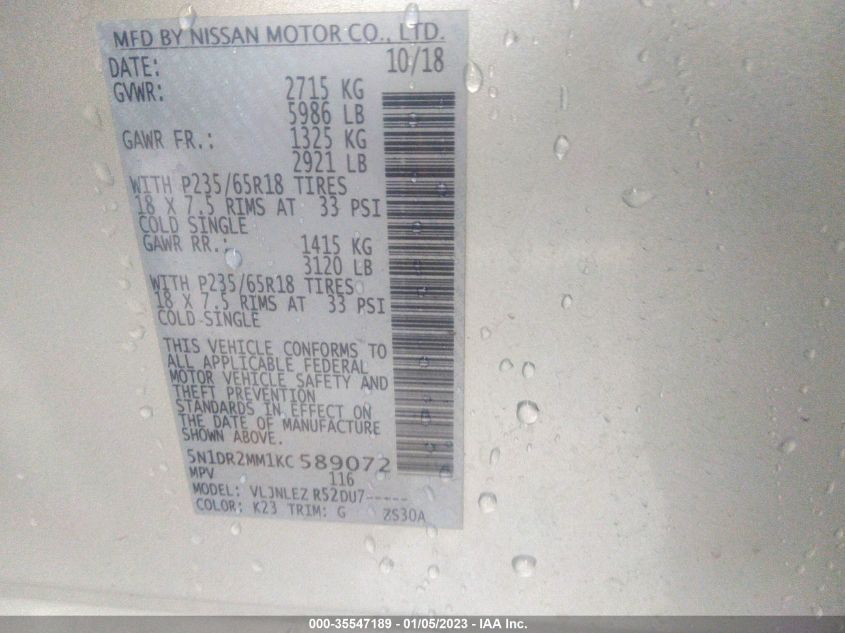 MFD BY NISSAN MOTOR CO., LTD.
DATE: 10/18
GVWR: 2715 KG
5986 LB
GAWR FR.: 1325 KG
2921 LB
WITH P235/65R18 TIRES
18 X 7.5 RIMS AT 33 PSI
COLD SINGLE
GAWR RR.: 1415 KG
3120 LB
WITH P235/65R18 TIRES
18 X 7.5 RIMS AT 33 PSI
COLD SINGLE
THIS VEHICLE CONFORMS TO
ALL APPLICABLE FEDERAL
MOTOR VEHICLE SAFETY AND
THEFT PREVENTION
STANDARDS IN EFFECT ON
THE DATE OF MANUFACTURE
SHOWN ABOVE.
5N1DR2MM1KC589072
MPV 116
MODEL: VLJNLEZ R52DU7-----
COLOR: K23 TRIM: G ZS30A
000-35547189 - 01/05/2023 - IAA Inc.